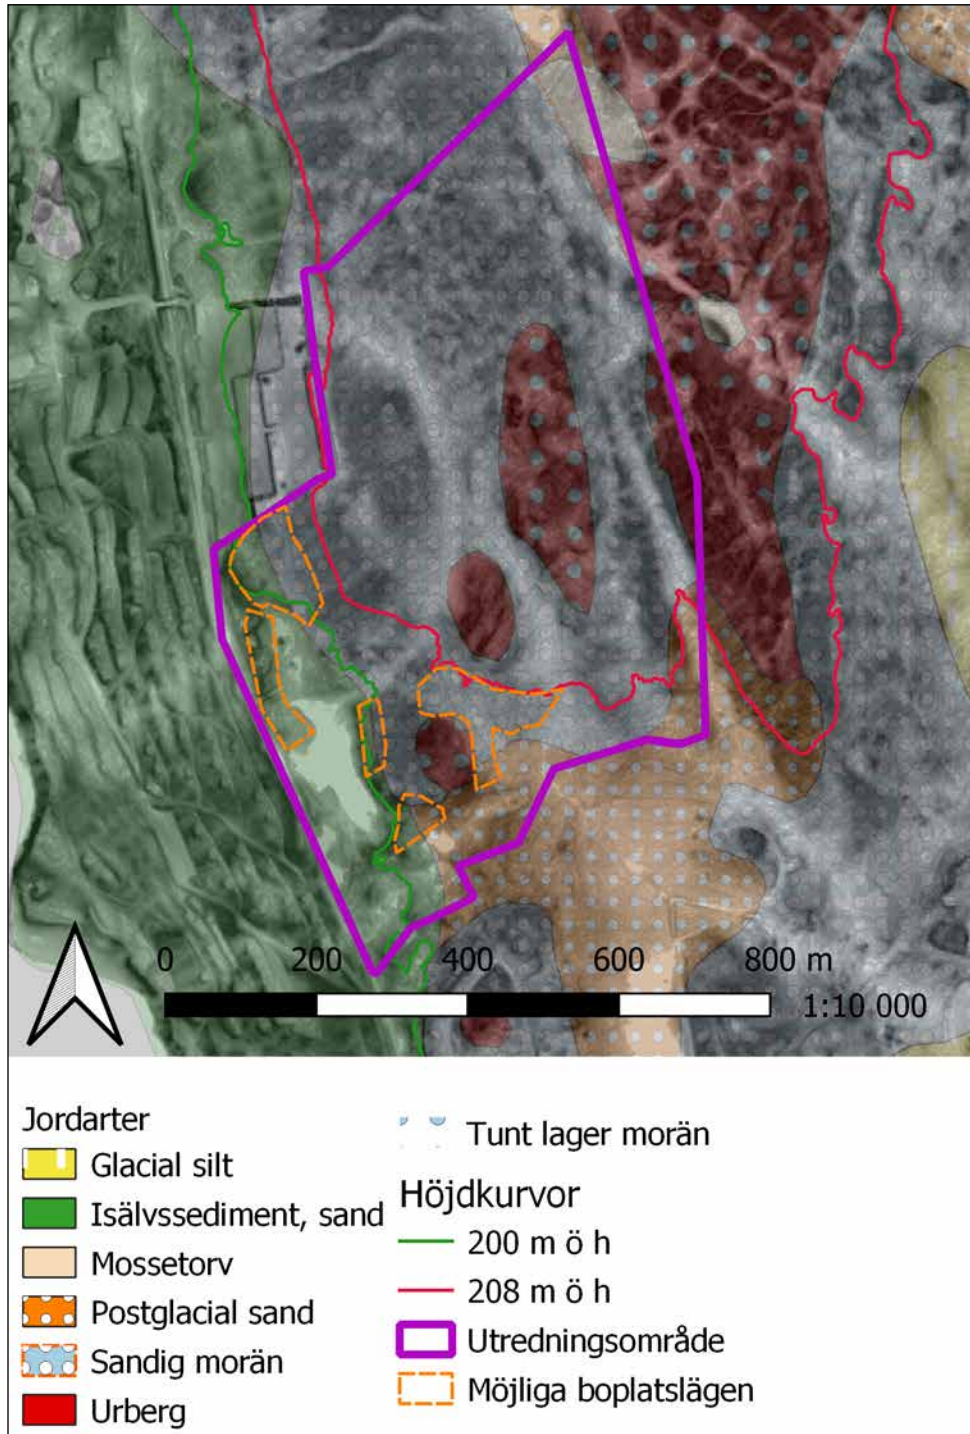 0 200 400 600 800 m
1:10 000
Jordarter
Glacial silt
Isälvssediment, sand
Mossetorv
Postglacial sand
Sandig morän
Urberg
Tunt lager morän
Höjdkurvor
200 m ö h
208 m ö h
Utredningsområde
Möjliga boplatslägen